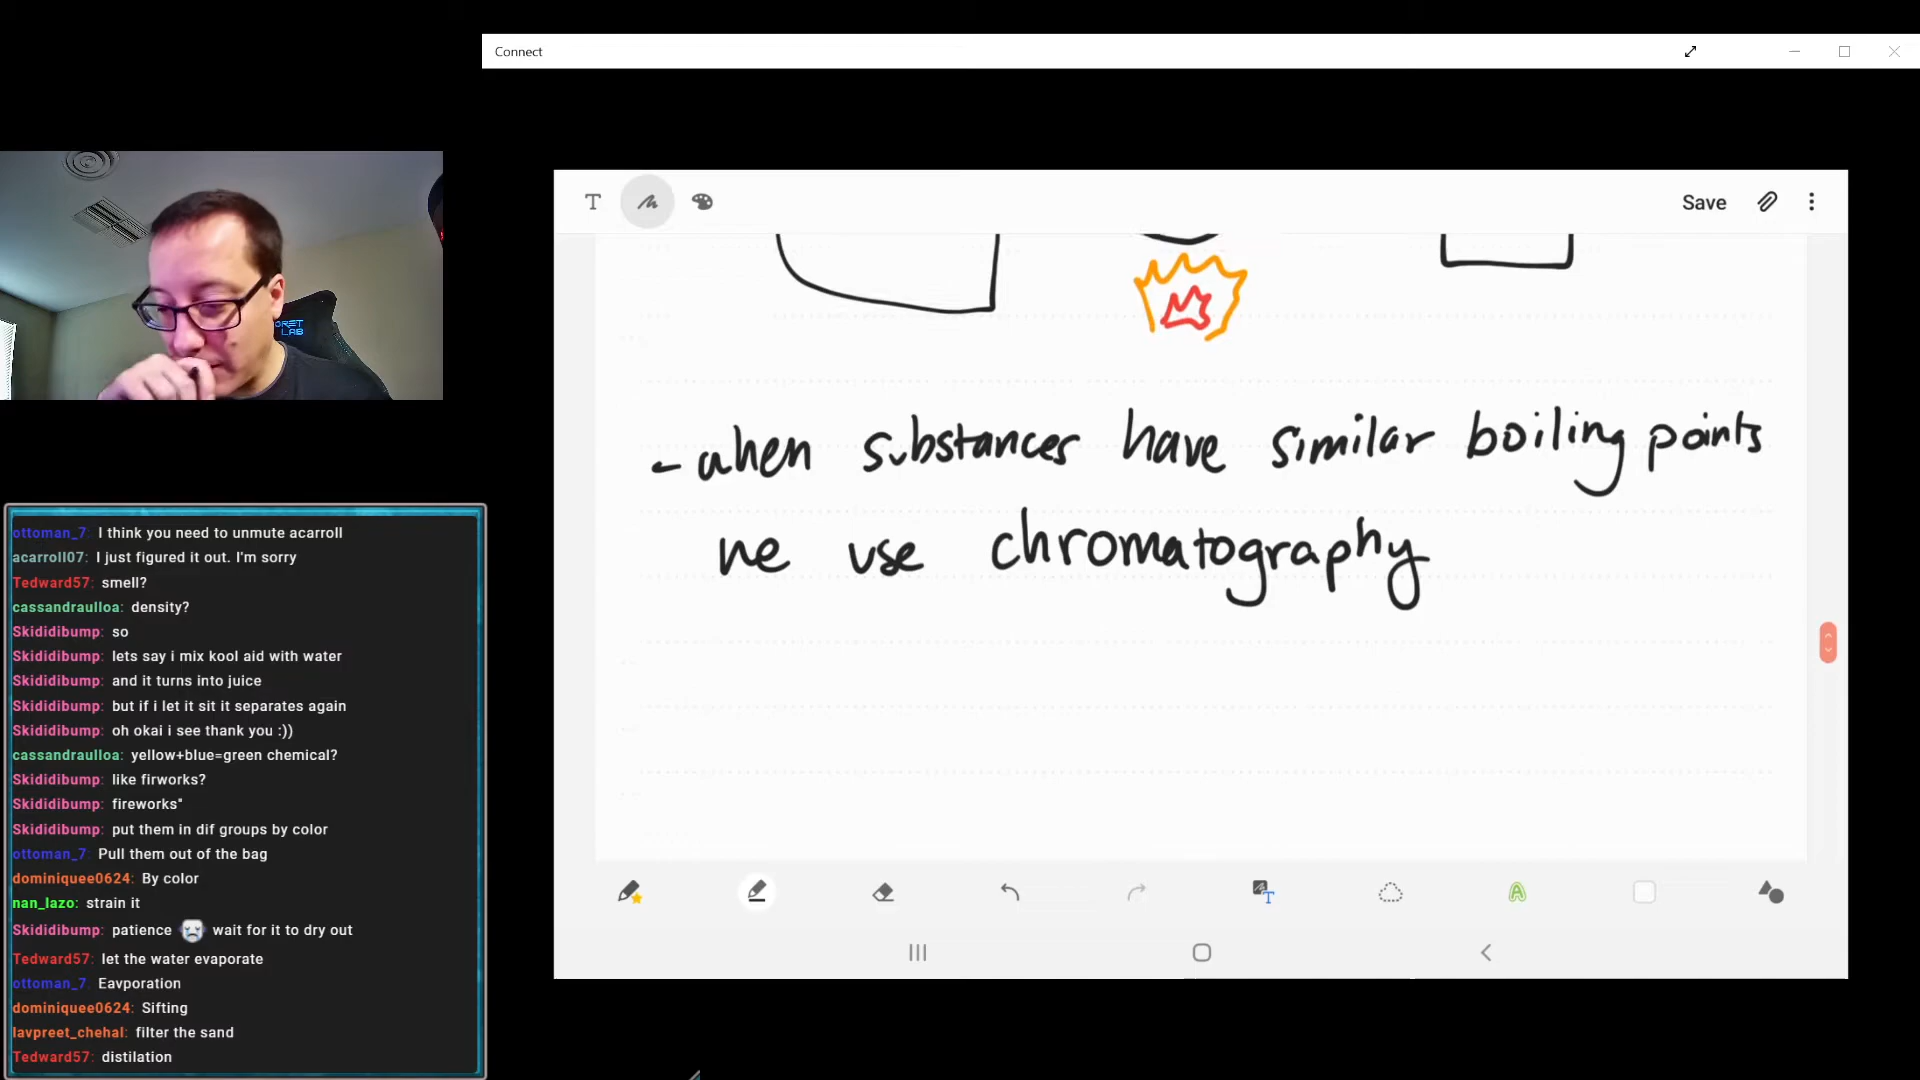 Connect
T
Save
- when substances have similar boiling points
we use chromatography
T
A
ottoman_7: I think you need to unmute acarroll
acarroll07: I just figured it out. I'm sorry
Tedward57: smell?
cassandraulloa: density?
Skididibump: so
Skididibump: lets say i mix kool aid with water
Skididibump: and it turns into juice
Skididibump: but if i let it sit it separates again
Skididibump: oh okai i see thank you :))
cassandraulloa: yellow+blue=green chemical?
Skididibump: like firworks?
Skididibump: fireworks*
Skididibump: put them in dif groups by color
ottoman_7: Pull them out of the bag
dominiquee0624: By color
nan_lazo: strain it
Skididibump: patience wait for it to dry out
Tedward57: let the water evaporate
ottoman_7: Eavporation
dominiquee0624: Sifting
lavpreet_chehal: filter the sand
Tedward57: distilation